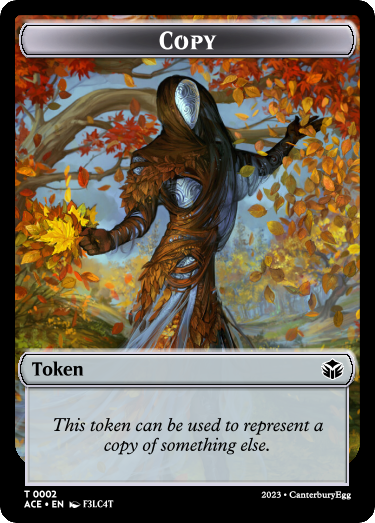 Copy
Token
This token can be used to represent a
copy of something else.
T 0002
ACE • EN F3LC4T
2023 • CanterburyEgg